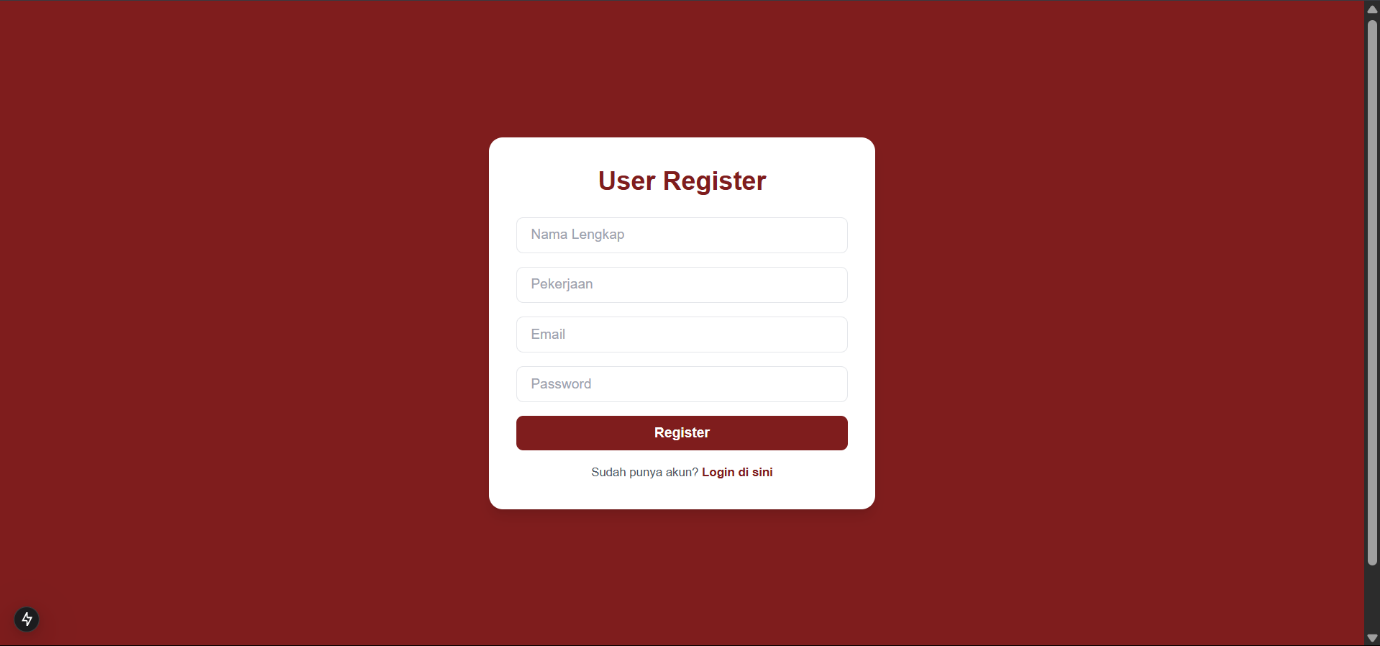 User Register
Nama Lengkap
Pekerjaan
Email
Password
Register
Sudah punya akun? Login di sini